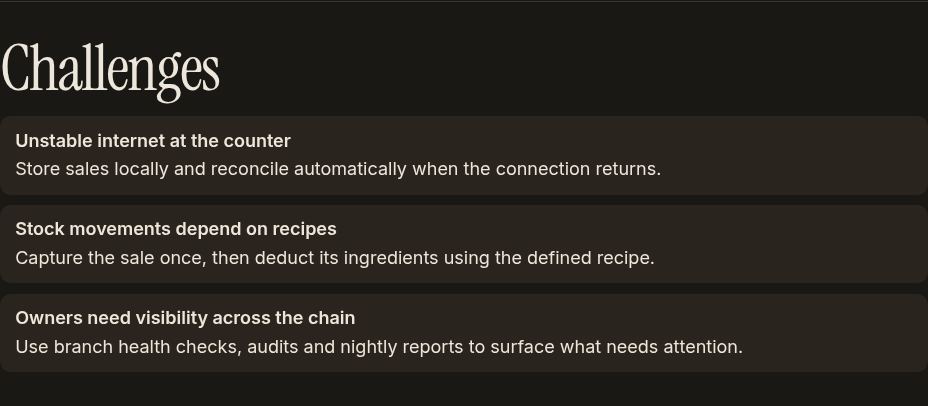 Challenges
Unstable internet at the counter
Store sales locally and reconcile automatically when the connection returns.
Stock movements depend on recipes
Capture the sale once, then deduct its ingredients using the defined recipe.
Owners need visibility across the chain
Use branch health checks, audits and nightly reports to surface what needs attention.